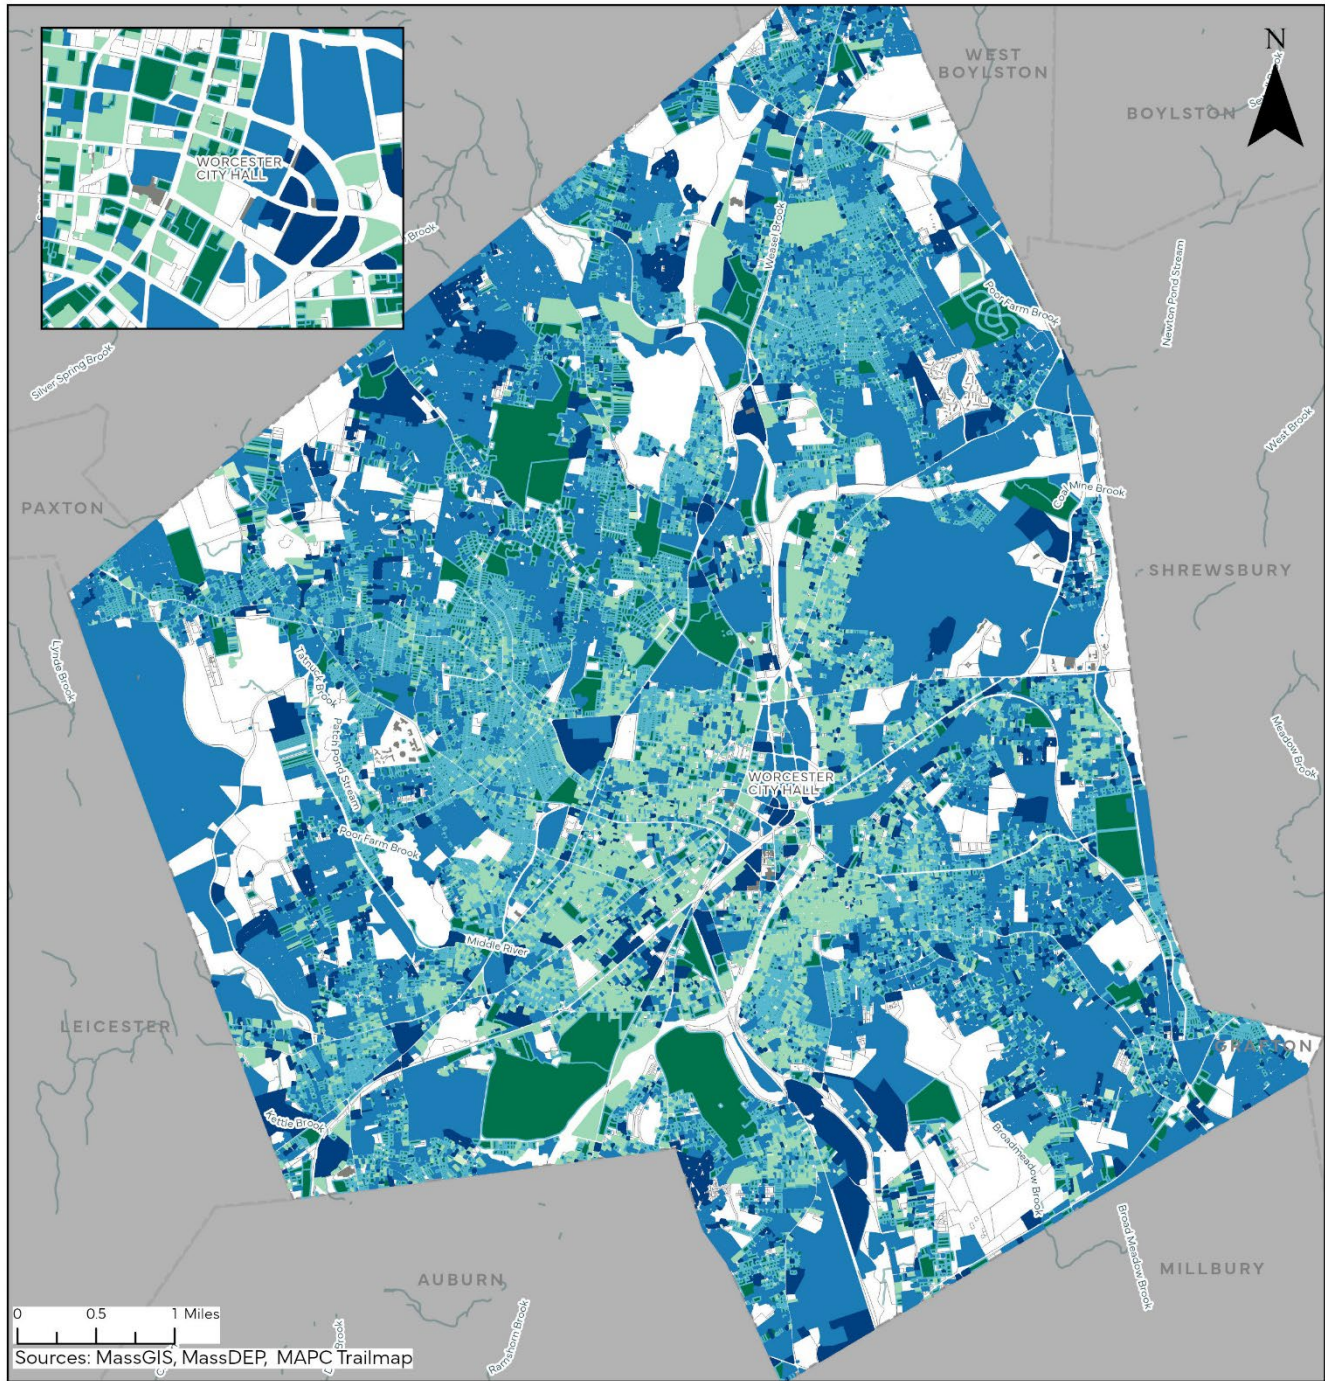 WEST
BOYLSTON
N
BOYLSTON
WORCESTER
CITY HALL
Brook
Weasel Brook
Newton Pond Stream
Poor Farm Brook
Silver Spring Brook
West Brook
PAXTON
Coal Mine Brook
SHREWSBURY
Lynde Brook
Tatnuck Brook
Patch Pond Stream
Meadow Brook
WORCESTER
CITY HALL
Poor Farm Brook
Middle River
LEICESTER
GRAFTON
Kettle Brook
Broadmeadow Brook
Broad Meadow Brook
AUBURN
MILLBURY
0 0.5 1 Miles
Ramshorn Brook
Brook
Sources: MassGIS, MassDEP, MAPC Trailmap